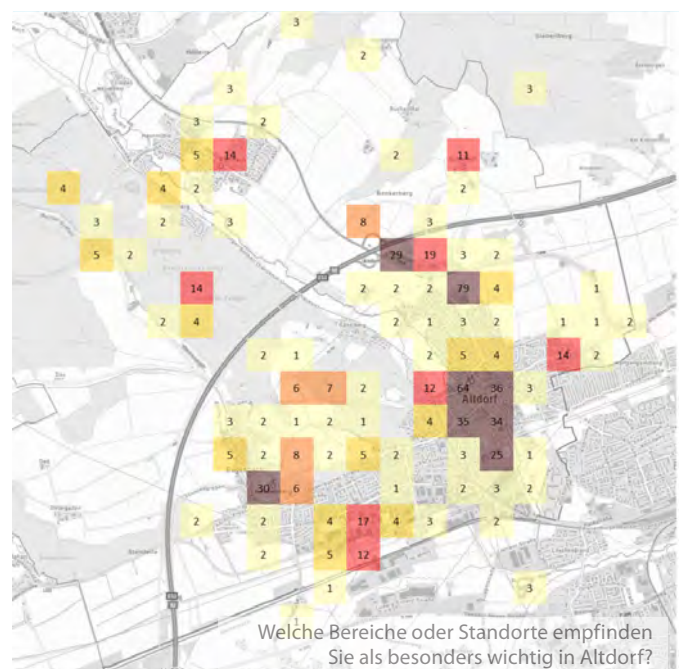 3
2
3 3
3 2
5 14 2 11
4 4 2 2
3 2 3 8 3
5 2 29 19 3 2
14 2 2 2 79 4 1
2 4 2 1 3 2 1 1 2
2 1 2 5 4 14 2
6 7 2 12 64 36 3
Altdorf
3 2 1 2 1 4 35 34
5 2 8 2 5 2 3 25 1
30 6 1 2 3 2
2 2 4 17 4 3 2
2 5 12
1 3
1
Welche Bereiche oder Standorte empfinden
Sie als besonders wichtig in Altdorf?